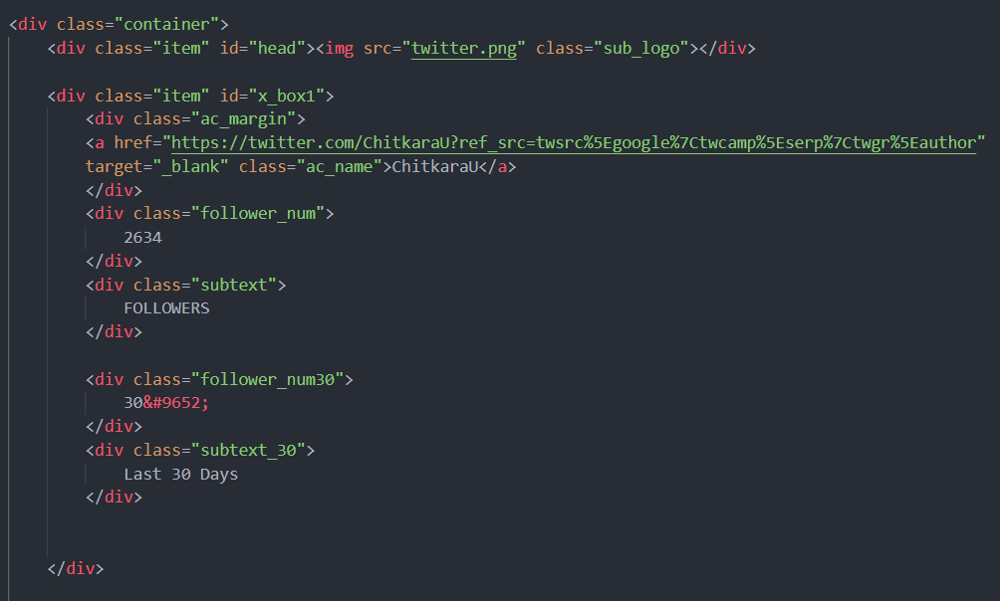 <div class="container">
<div class="item" id="head"><img src="twitter.png" class="sub_logo"></div>
<div class="item" id="x_box1">
<div class="ac_margin">
<a href="https://twitter.com/ChitkaraU?ref_src=twsrc%5Egoogle%7Ctwcamp%5Eserp%7Ctwgr%5Eauthor"
target="_blank" class="ac_name">ChitkaraU</a>
</div>
<div class="follower_num">
2634
</div>
<div class="subtext">
FOLLOWERS
</div>
<div class="follower_num30">
30&#9652;
</div>
<div class="subtext_30">
Last 30 Days
</div>
</div>